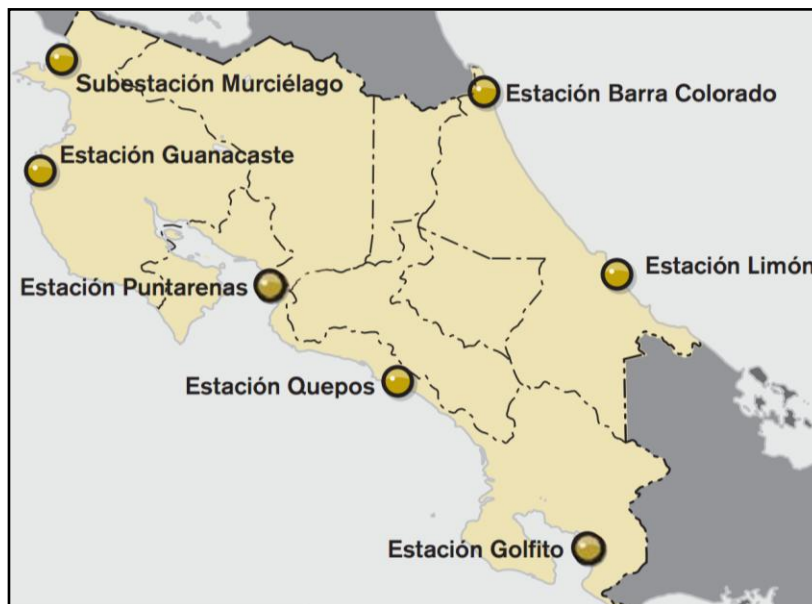 Subestación Murciélago
Estación Barra Colorado
Estación Guanacaste
Estación Limón
Estación Puntarenas
Estación Quepos
Estación Golfito